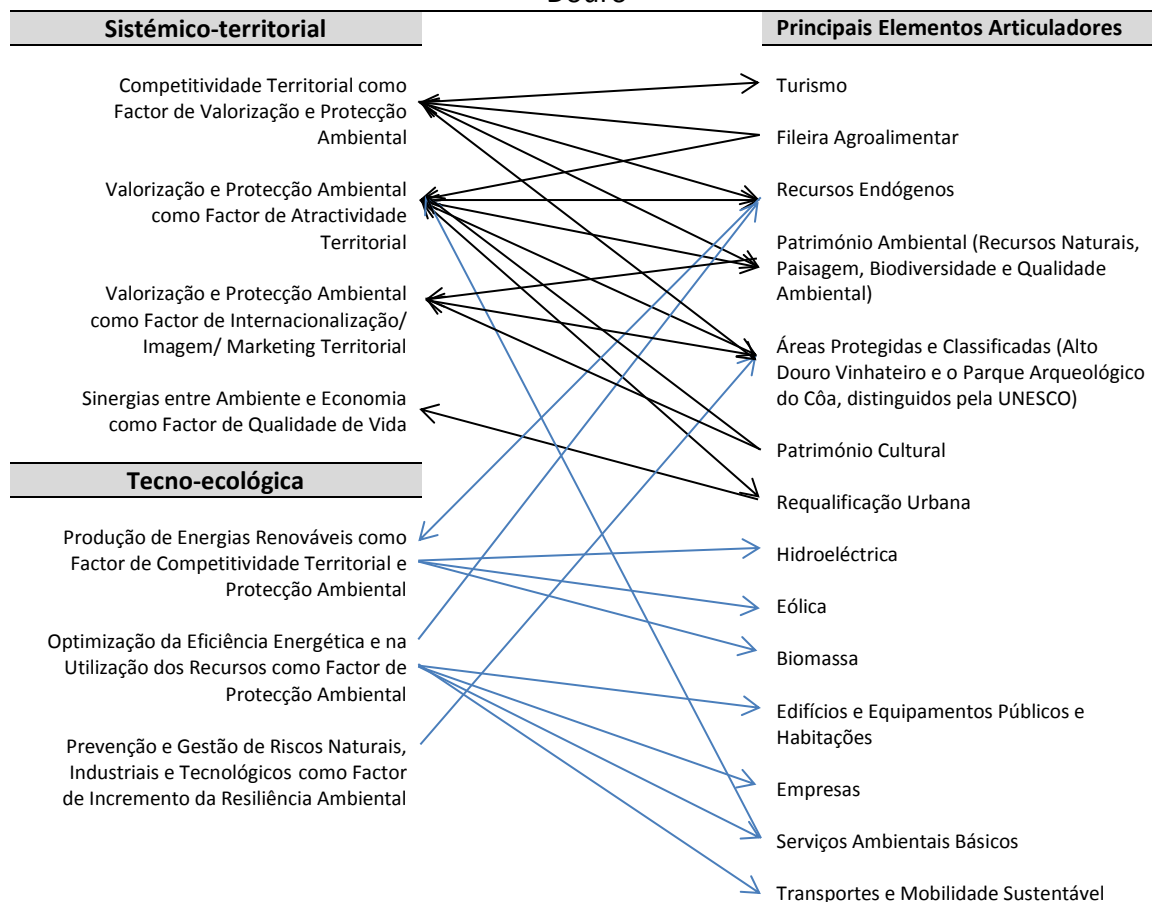 Douro
Sistémico-territorial
Competitividade Territorial como
Factor de Valorização e Protecção
Ambiental
Valorização e Protecção Ambiental
como Factor de Atractividade
Territorial
Valorização e Protecção Ambiental
como Factor de Internacionalização/
Imagem/ Marketing Territorial
Sinergias entre Ambiente e Economia
como Factor de Qualidade de Vida
Tecno-ecológica
Produção de Energias Renováveis como
Factor de Competitividade Territorial e
Protecção Ambiental
Optimização da Eficiência Energética e na
Utilização dos Recursos como Factor de
Protecção Ambiental
Prevenção e Gestão de Riscos Naturais,
Industriais e Tecnológicos como Factor
de Incremento da Resiliência Ambiental
Principais Elementos Articuladores
Turismo
Fileira Agroalimentar
Recursos Endógenos
Património Ambiental (Recursos Naturais,
Paisagem, Biodiversidade e Qualidade
Ambiental)
Áreas Protegidas e Classificadas (Alto
Douro Vinhateiro e o Parque Arqueológico
do Côa, distinguidos pela UNESCO)
Património Cultural
Requalificação Urbana
Hidroeléctrica
Eólica
Biomassa
Edifícios e Equipamentos Públicos e
Habitações
Empresas
Serviços Ambientais Básicos
Transportes e Mobilidade Sustentável